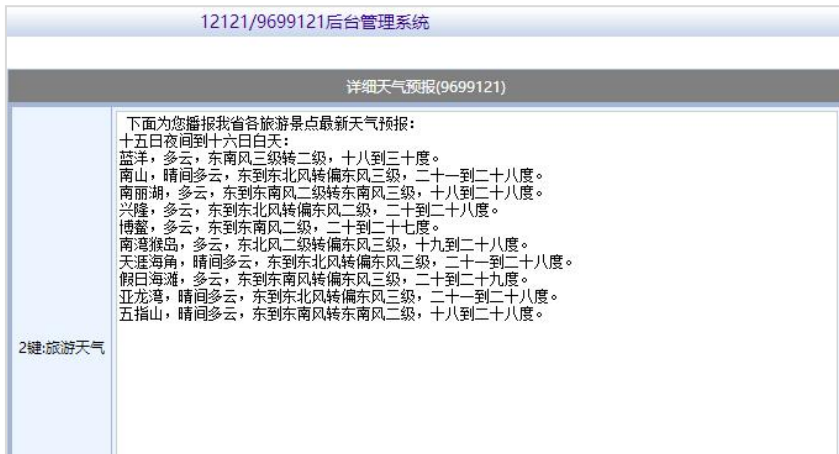 12121/9699121后台管理系统
详细天气预报(9699121)
下面为您播报我省各旅游景点最新天气预报：
十五日夜间到十六日白天：
蓝洋，多云，东南风三级转二级，十八到三十度。
南山，晴间多云，东到东北风转偏东风三级，二十一到二十八度。
南丽湖，多云，东到东南风二级转东南风三级，十八到二十八度。
兴隆，多云，东到东北风转偏东风二级，二十到二十八度。
博鳌，多云，东到东南风二级，二十到二十七度。
南湾猴岛，多云，东北风二级转偏东风三级，十九到二十八度。
天涯海角，晴间多云，东到东北风转偏东风三级，二十一到二十八度。
假日海滩，多云，东到东南风转偏东风三级，二十到二十九度。
亚龙湾，晴间多云，东到东北风转偏东风三级，二十一到二十八度。
五指山，晴间多云，东到东南风转东南风二级，十八到二十八度。
2键:旅游天气